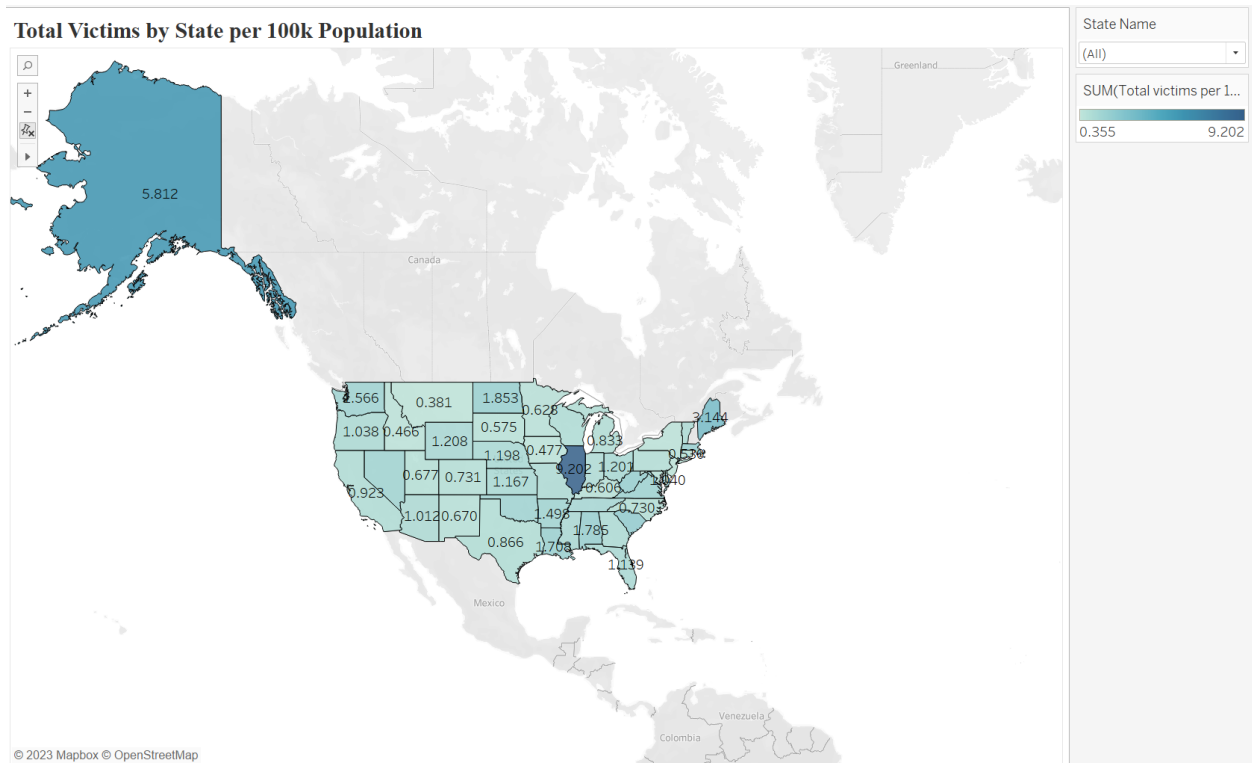 Total Victims by State per 100k Population
State Name
(All)
SUM(Total victims per 1...
0.355 9.202
Greenland
5.812
Canada
0.381
1.853
0.628
3.144
1.038
0.466
1.208
0.575
0.477
0.833
1.198
9.202
1.201
0.677
0.731
1.167
0.606
0.923
0.730
1.012
0.670
1.498
1.785
0.866
1.708
1.139
Mexico
Venezuela
Colombia
© 2023 Mapbox © OpenStreetMap